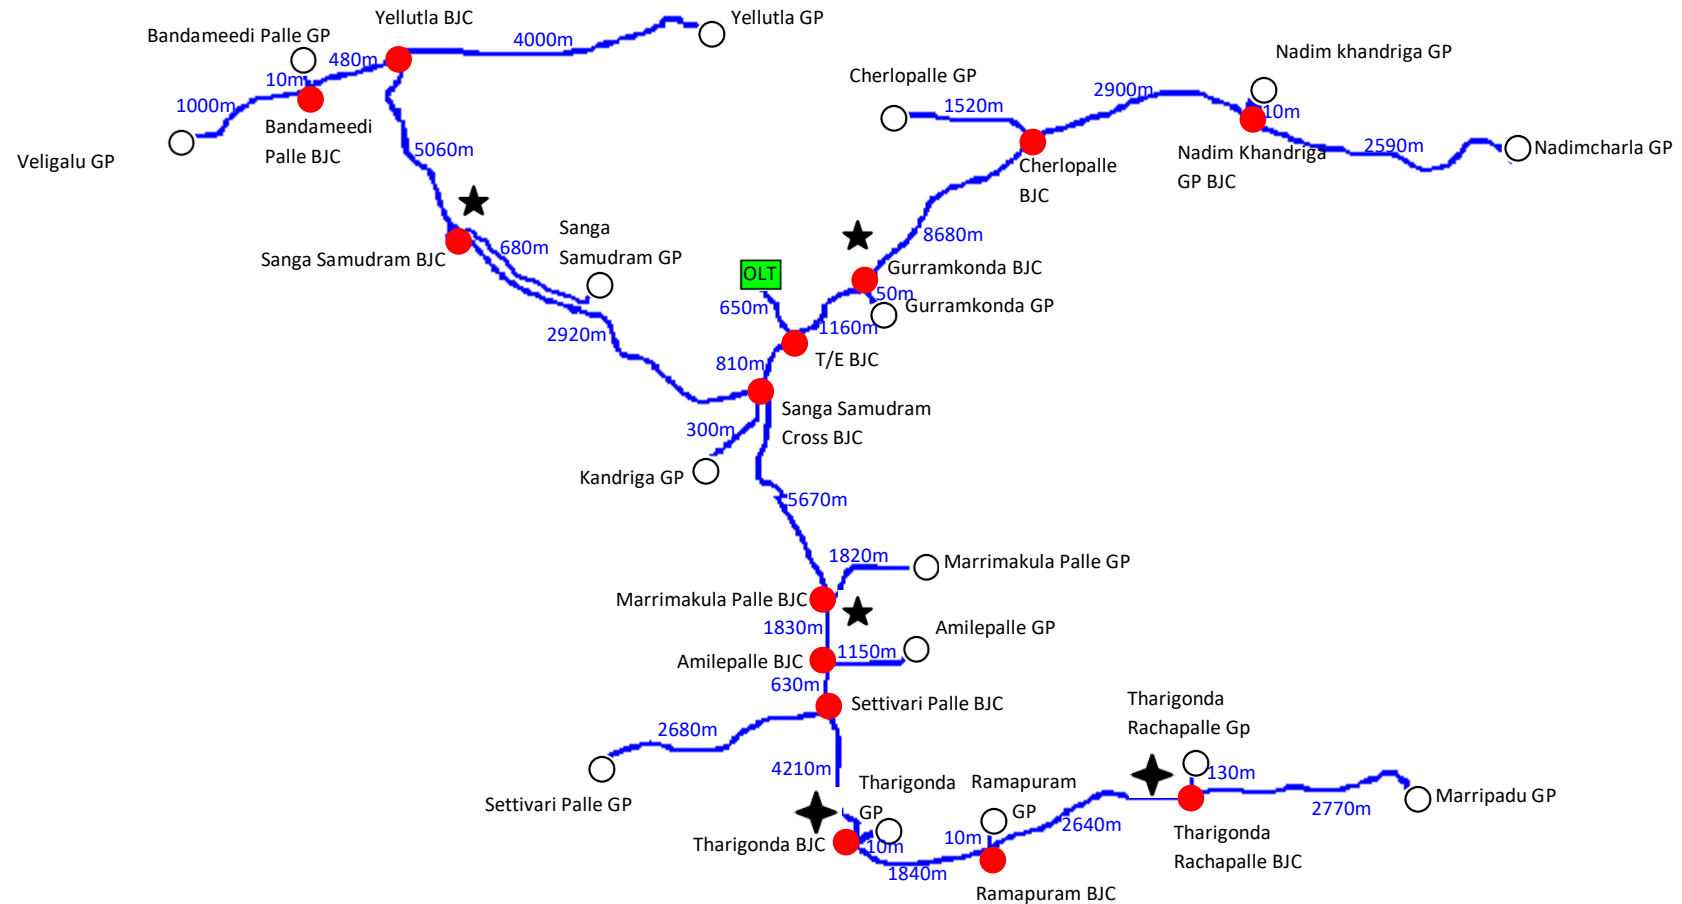 Yellutla BJC
Yellutla GP
Bandameedi Palle GP
4000m
480m
10m
1000m
Bandameedi
Palle BJC
Veligalu GP
5060m
Nadim khandriga GP
Cherlopalle GP
2900m
1520m
10m
2590m
Nadimcharla GP
Nadim Khandriga
GP BJC
Cherlopalle
BJC
Sanga
Samudram GP
680m
Sanga Samudram BJC
2920m
8680m
Gurramkonda BJC
50m
Gurramkonda GP
OLT
650m
1160m
T/E BJC
810m
Sanga Samudram
Cross BJC
300m
Kandriga GP
5670m
1820m
Marrimakula Palle GP
Marrimakula Palle BJC
1830m
Amilepalle GP
1150m
Amilepalle BJC
630m
Settivari Palle BJC
2680m
Settivari Palle GP
4210m
Tharigonda
GP
Ramapuram
GP
Tharigonda
Rachapalle Gp
130m
Marripadu GP
2770m
2640m
Tharigonda
Rachapalle BJC
10m
Tharigonda BJC
10m
1840m
Ramapuram BJC